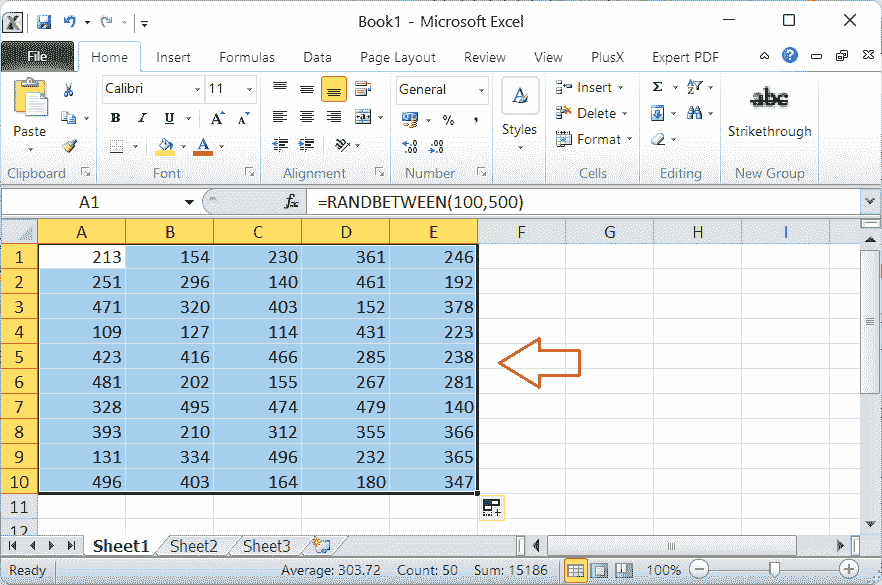 Book1 - Microsoft Excel
File Home Insert Formulas Data Page Layout Review View PlusX Expert PDF
Calibri 11 General Insert Σ
Paste B I U A A % , Styles Delete abc Strikethrough
A Format
Clipboard Font Alignment Number Cells Editing New Group
A1 fx =RANDBETWEEN(100,500)
A B C D E F G H I
1 213 154 230 361 246
2 251 296 140 461 192
3 471 320 403 152 378
4 109 127 114 431 223
5 423 416 466 285 238
6 481 202 155 267 281
7 328 495 474 479 140
8 393 210 312 355 366
9 131 334 496 232 365
10 496 403 164 180 347
11
12
Sheet1 Sheet2 Sheet3
Ready Average: 303.72 Count: 50 Sum: 15186 100%